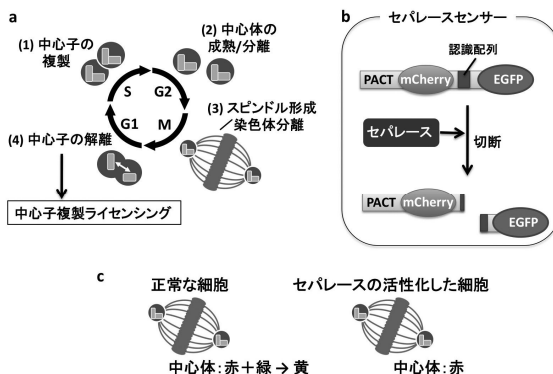 a
(1) 中心子の
複製
(2) 中心体の
成熟/分離
S
G2
G1
M
(3) スピンドル形成
/染色体分離
(4) 中心子の解離
中心子複製ライセンシング
b
セパレースセンサー
認識配列
PACT
mCherry
EGFP
セパレース
切断
PACT
mCherry
EGFP
c
正常な細胞
セパレースの活性化した細胞
中心体:赤+緑 → 黄
中心体:赤